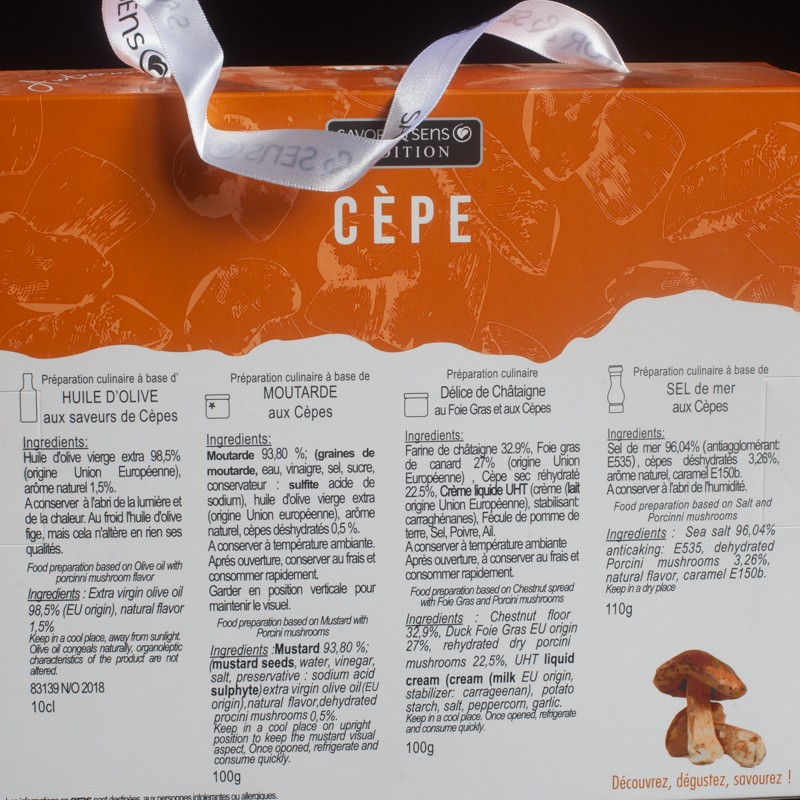 SENS
SAVOR & SENS
EDITION
CÈPE
Préparation culinaire à base d'
HUILE D'OLIVE
aux saveurs de Cèpes
Ingredients:
Huile d'olive vierge extra 98,5%
(origine Union Européenne),
arôme naturel 1,5%.
A conserver à l'abri de la lumière et
de la chaleur. Au froid l'huile d'olive
fige, mais cela n'altère en rien ses
qualités.
Food preparation based on Olive oil with
porcinni mushroom flavor
Ingredients : Extra virgin olive oil
98,5% (EU origin), natural flavor
1,5%
Keep in a cool place, away from sunlight.
Olive oil congeals naturally, organoleptic
characteristics of the product are not
altered.
83139 N/O 2018
10cl
Préparation culinaire à base de
MOUTARDE
aux Cèpes
Ingredients:
Moutarde 93,80 %; (graines de
moutarde, eau, vinaigre, sel, sucre,
conservateur : sulfite acide de
sodium), huile d'olive vierge extra
(origine Union européenne), arôme
naturel, cèpes déshydratés 0,5 %.
A conserver à température ambiante.
Aprés ouverture, à conserver au frais et
consommer rapidement.
Garder en position verticale pour
maintenir le visuel.
Food preparation based on Mustard with
Porcini mushrooms
Ingredients :Mustard 93,80 %;
(mustard seeds, water, vinegar,
salt, preservative : sodium acid
sulphyte) extra virgin olive oil (EU
origin), natural flavor, dehydrated
procini mushrooms 0,5%.
Keep in a cool place on upright
position to keep the mustard visual
aspect, Once oponed, refrigerate and
consume quickly.
100g
Préparation culinaire
Délice de Châtaigne
au Foie Gras et aux Cèpes
Ingredients:
Farine de châtaigne 32.9%, Foie gras
de canard 27% (origine Union
Européenne) , Cèpe sec réhydraté
22.5%, Crème liquide UHT (crème (lait
origine Union Européenne), stabilisant:
carraghénanes), Fécule de pomme de
terre, Sel, Poivre, Ail.
A conserver à température ambiante
Après ouverture, à conserver au frais et
consommer rapidement.
Food preparation based on Chestnut spread
with Foie Gras and Porcini mushrooms
Ingredients : Chestnut floor
32,9%, Duck Foie Gras EU origin
27%, rehydrated dry porcini
mushrooms 22,5%, UHT liquid
cream (cream (milk EU origin,
stabilizer: carrageenan), potato
starch, salt, peppercorn, garlic.
Keep in a cool place. Once opened, refrigerate
and consume quickly.
100g
Préparation culinaire à base de
SEL de mer
aux Cèpes
Ingredients:
Sel de mer 96,04% (antiagglomérant:
E535), cèpes déshydratés 3,26%,
arôme naturel, caramel E150b.
A conserver à l'abri de l'humidité.
Food preparation based on Salt and
Porcinni mushrooms
Ingredients : Sea salt 96,04%
anticaking: E535, dehydrated
Porcini mushrooms 3,26%,
natural flavor, caramel E150b.
Keep in a dry place
110g
Découvrez, dégustez, savourez !
Les informations en GRAS sont destinées, aux personnes intolerantes ou allergiques.